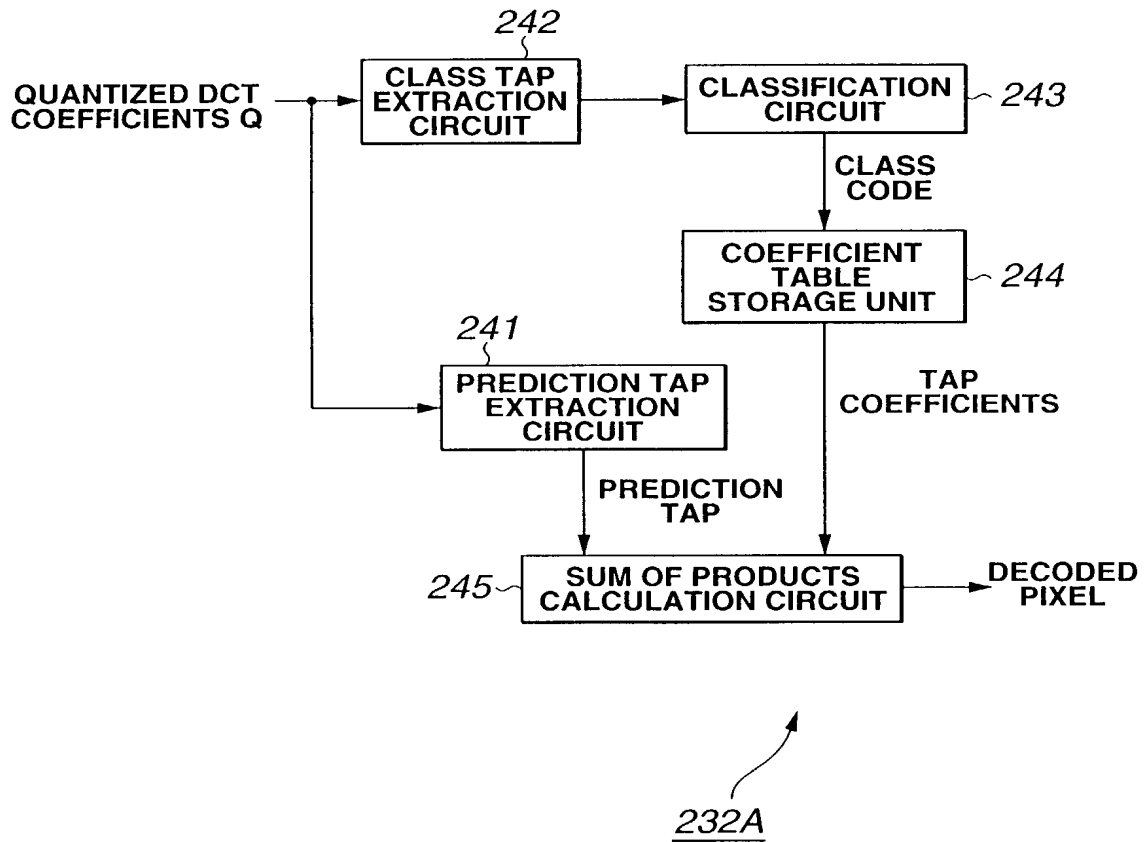 242
CLASS TAP
EXTRACTION
CIRCUIT
QUANTIZED DCT
COEFFICIENTS Q
CLASSIFICATION
CIRCUIT
243
CLASS
CODE
COEFFICIENT
TABLE
STORAGE UNIT
244
241
PREDICTION TAP
EXTRACTION
CIRCUIT
TAP
COEFFICIENTS
PREDICTION
TAP
245
SUM OF PRODUCTS
CALCULATION CIRCUIT
DECODED
PIXEL
232A